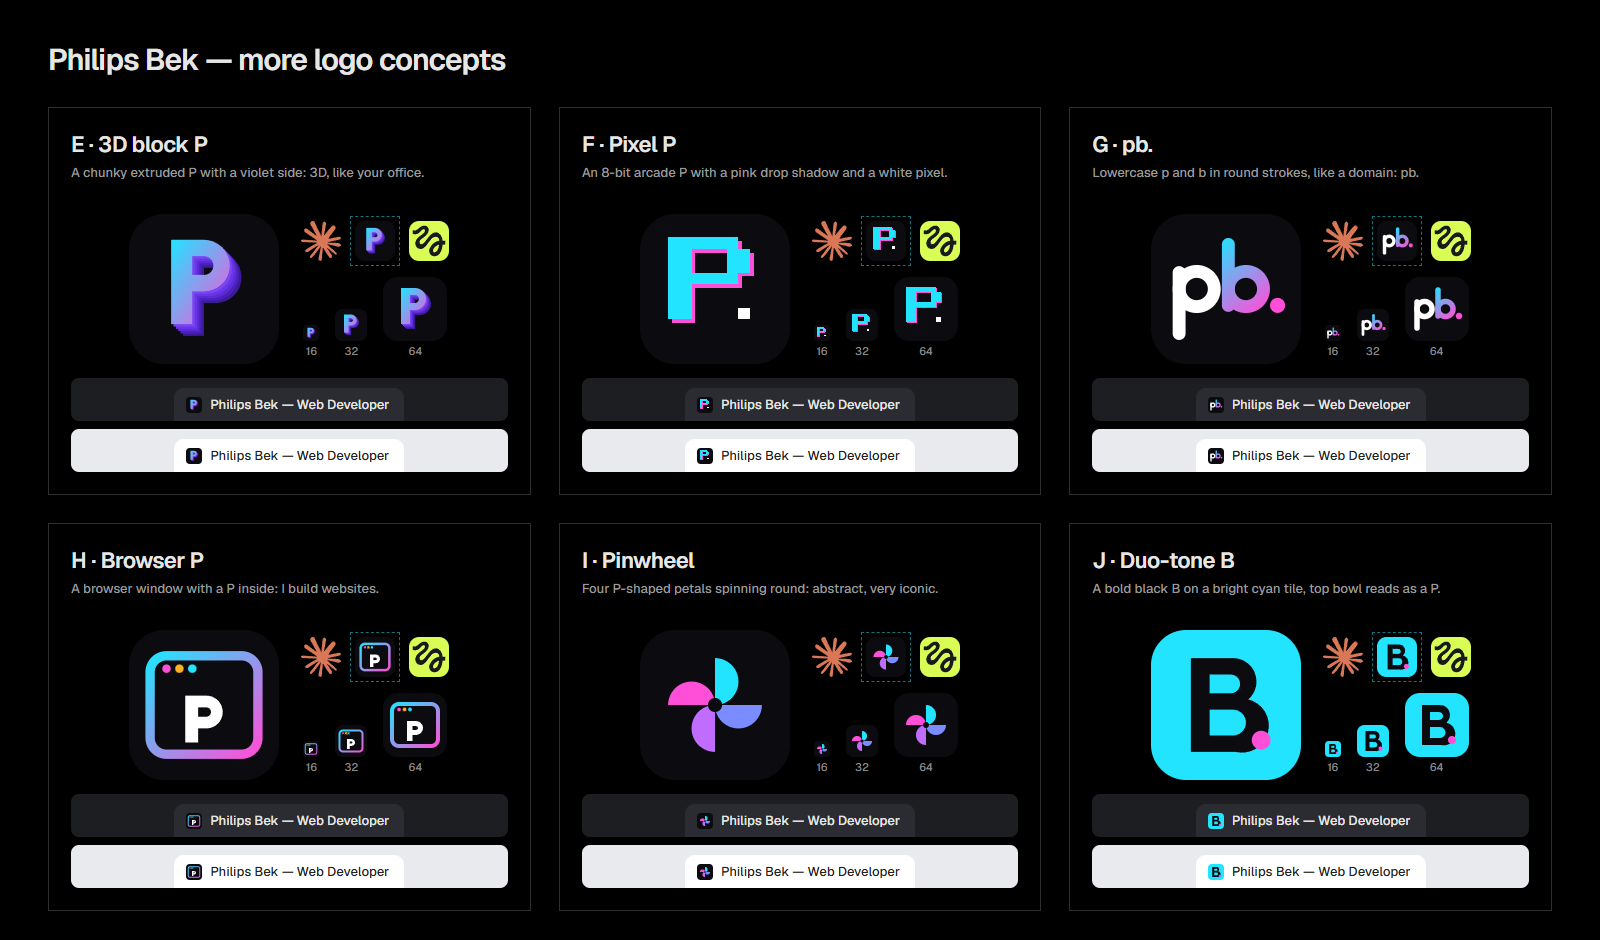 Philips Bek — more logo concepts
E · 3D block P
A chunky extruded P with a violet side: 3D, like your office.
P
P
P
P
P
16
32
64
P Philips Bek — Web Developer
P Philips Bek — Web Developer
F · Pixel P
An 8-bit arcade P with a pink drop shadow and a white pixel.
P.
P.
P.
P.
P.
16
32
64
P. Philips Bek — Web Developer
P. Philips Bek — Web Developer
G · pb.
Lowercase p and b in round strokes, like a domain: pb.
pb.
pb.
pb.
pb.
pb.
16
32
64
pb. Philips Bek — Web Developer
pb. Philips Bek — Web Developer
H · Browser P
A browser window with a P inside: I build websites.
P
P
P
P
P
16
32
64
P Philips Bek — Web Developer
P Philips Bek — Web Developer
I · Pinwheel
Four P-shaped petals spinning round: abstract, very iconic.
16
32
64
Philips Bek — Web Developer
Philips Bek — Web Developer
J · Duo-tone B
A bold black B on a bright cyan tile, top bowl reads as a P.
B.
B.
B.
B.
B.
16
32
64
B. Philips Bek — Web Developer
B. Philips Bek — Web Developer